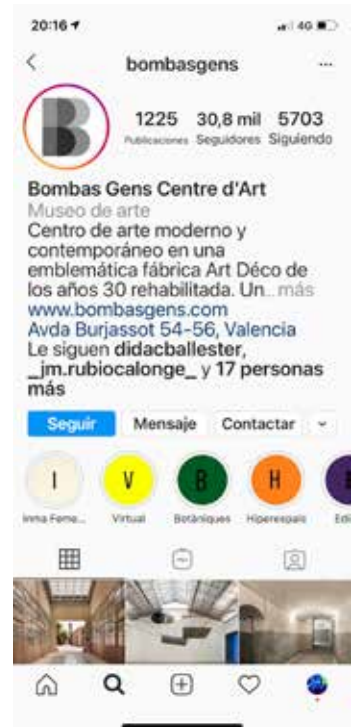 20:16
4G
bombasgens
...
B
1225 30,8 mil 5703
Publicaciones Seguidores Siguiendo
Bombas Gens Centre d'Art
Museo de arte
Centro de arte moderno y
contemporáneo en una
emblemática fábrica Art Déco de
los años 30 rehabilitada. Un... más
www.bombasgens.com
Avda Burjassot 54-56, Valencia
Le siguen didacballester,
_jm.rubiocalonge_ y 17 personas
más
Seguir Mensaje Contactar
I V B H
Inma Feme... Virtual Botàniques Hiperespais Edi